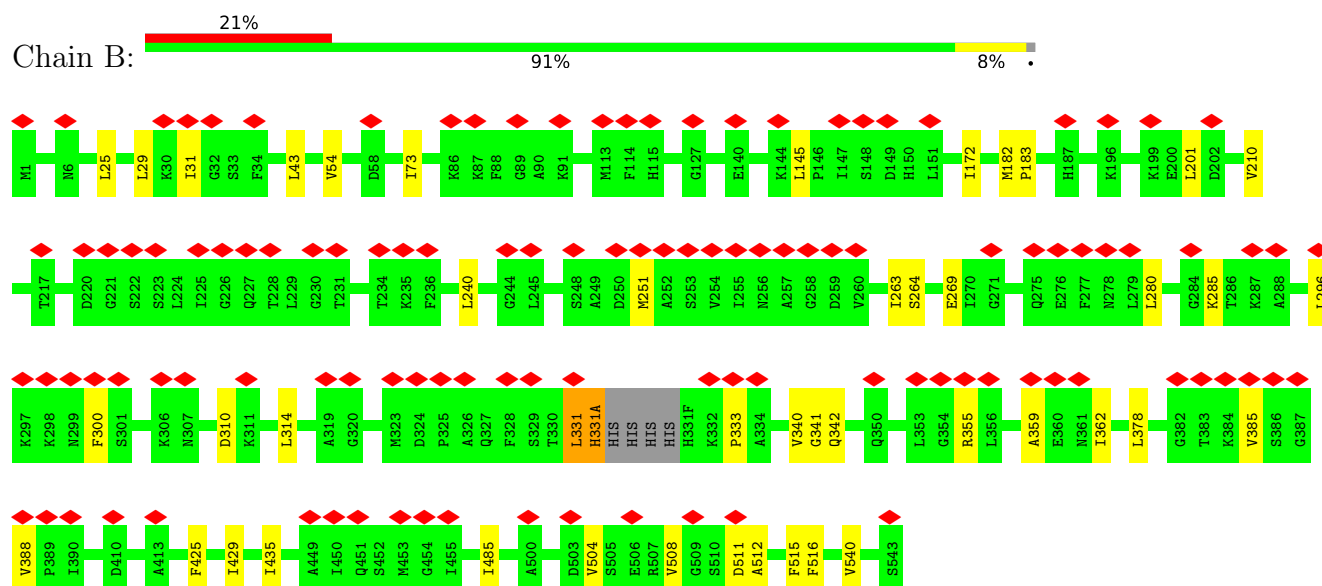 21%
Chain B:
91% 8% •
M1 N6 L25 L29 K30 I31 G32 S33 F34 L43 V54 D58 I73 K86 K87 F88 G89 A90 K91 M113 F114 H115 G127 E140 K144 L145 P146 I147 S148 D149 H150 L151 I172 M182 P183 H187 K196 K199 E200 L201 D202 V210
T217 D220 G221 S222 S223 L224 I225 G226 Q227 T228 L229 G230 T231 T234 K235 F236 L240 G244 L245 S248 A249 D250 M251 A252 S253 V254 I255 N256 A257 G258 D259 V260 I263 S264 E269 I270 G271 Q275 E276 F277 N278 L279 L280 G284 K285 T286 K287 A288 L296
K297 K298 N299 F300 S301 K306 N307 D310 K311 L314 A319 G320 M323 D324 P325 A326 Q327 F328 S329 T330 L331 H331A HIS HIS HIS HIS H331F K332 P333 A334 V340 G341 Q342 Q350 L353 G354 R355 L356 A359 E360 N361 I362 L378 G382 T383 K384 V385 S386 G387
V388 P389 I390 D410 A413 F425 I429 I435 A449 I450 Q451 S452 M453 G454 I455 I485 A500 D503 V504 S505 E506 R507 V508 G509 S510 D511 A512 F515 F516 V540 S543